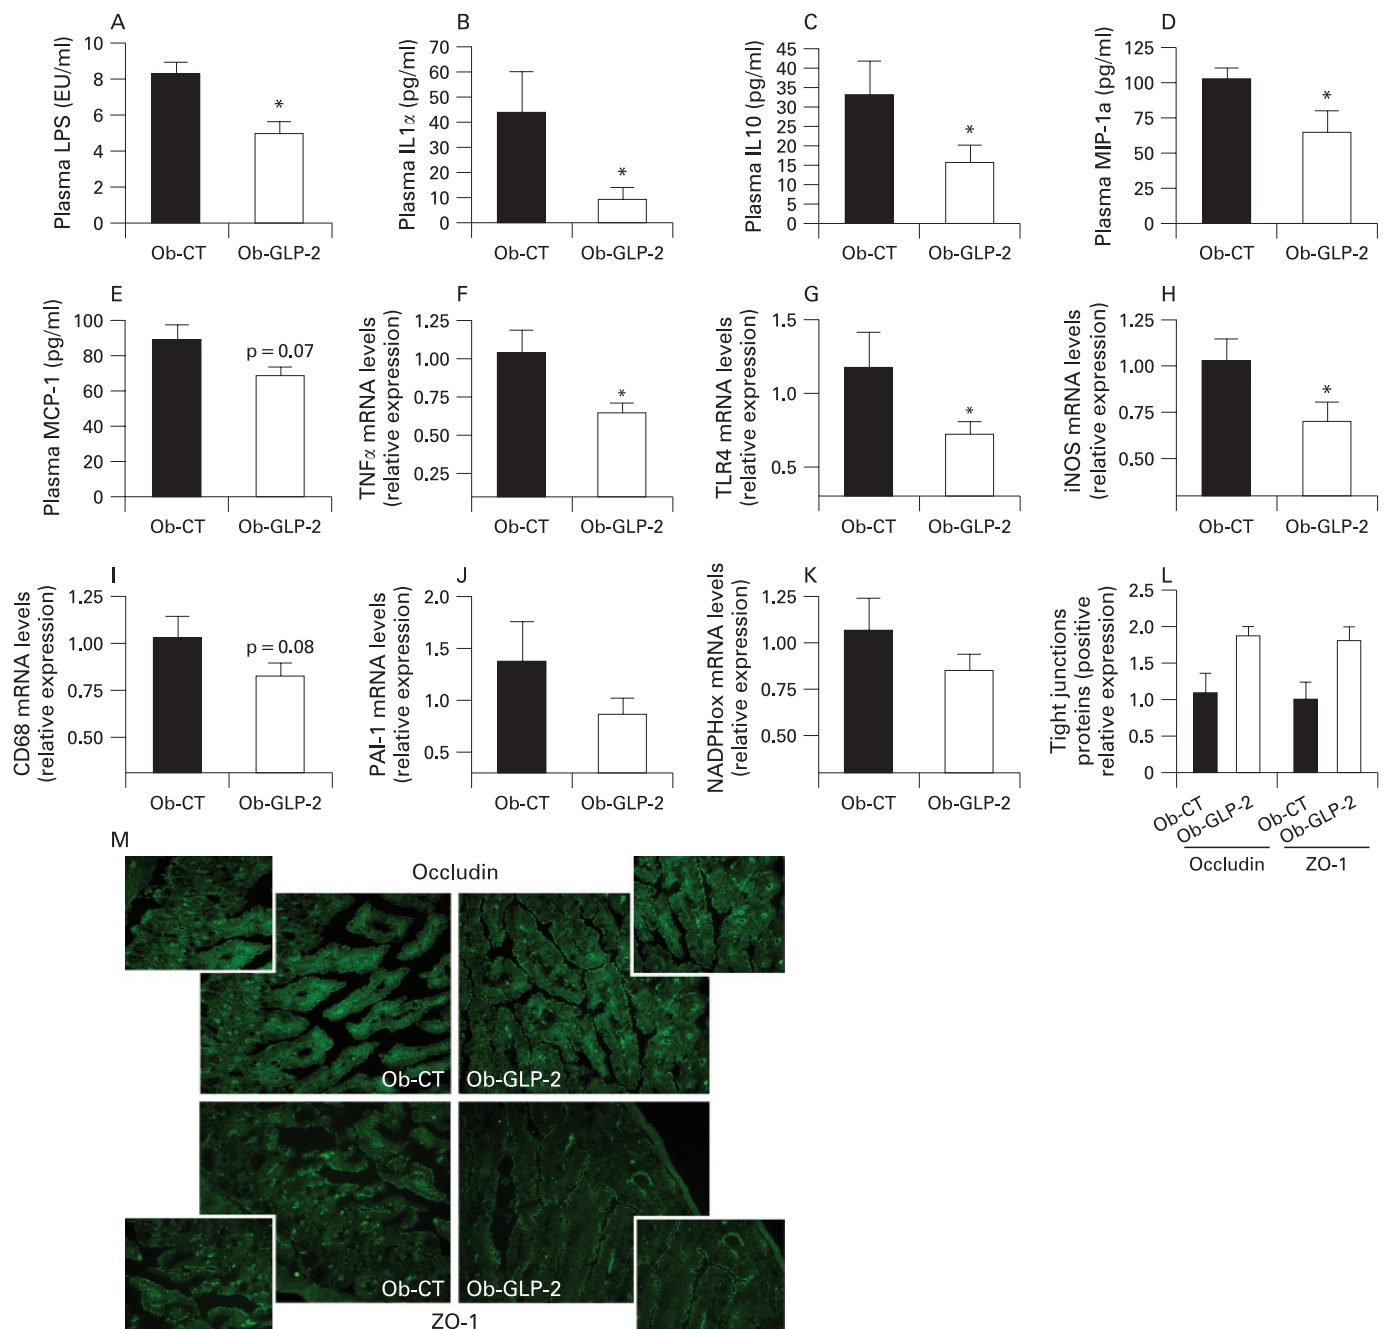 A
Plasma LPS (EU/ml)
10
8
6
4
2
0
*
Ob-CT
Ob-GLP-2
B
Plasma IL1α (pg/ml)
70
60
50
40
30
20
10
0
*
Ob-CT
Ob-GLP-2
C
Plasma IL10 (pg/ml)
45
40
35
30
25
20
15
10
5
0
*
Ob-CT
Ob-GLP-2
D
Plasma MIP-1a (pg/ml)
125
100
75
50
25
0
*
Ob-CT
Ob-GLP-2
E
Plasma MCP-1 (pg/ml)
100
80
60
40
20
0
p = 0.07
Ob-CT
Ob-GLP-2
F
TNFα mRNA levels
(relative expression)
1.25
1.00
0.75
0.50
0.25
*
Ob-CT
Ob-GLP-2
G
TLR4 mRNA levels
(relative expression)
1.5
1.0
0.5
*
Ob-CT
Ob-GLP-2
H
iNOS mRNA levels
(relative expression)
1.25
1.00
0.75
0.50
*
Ob-CT
Ob-GLP-2
I
CD68 mRNA levels
(relative expression)
1.25
1.00
0.75
0.50
p = 0.08
Ob-CT
Ob-GLP-2
J
PAI-1 mRNA levels
(relative expression)
2.0
1.5
1.0
0.5
Ob-CT
Ob-GLP-2
K
NADPHox mRNA levels
(relative expression)
1.25
1.00
0.75
0.50
Ob-CT
Ob-GLP-2
L
Tight junctions
proteins (positive
relative expression)
2.5
2.0
1.5
1.0
0.5
0
Ob-CT
Ob-GLP-2
Ob-CT
Ob-GLP-2
Occludin
ZO-1
M
Occludin
Ob-CT
Ob-GLP-2
Ob-CT
Ob-GLP-2
ZO-1